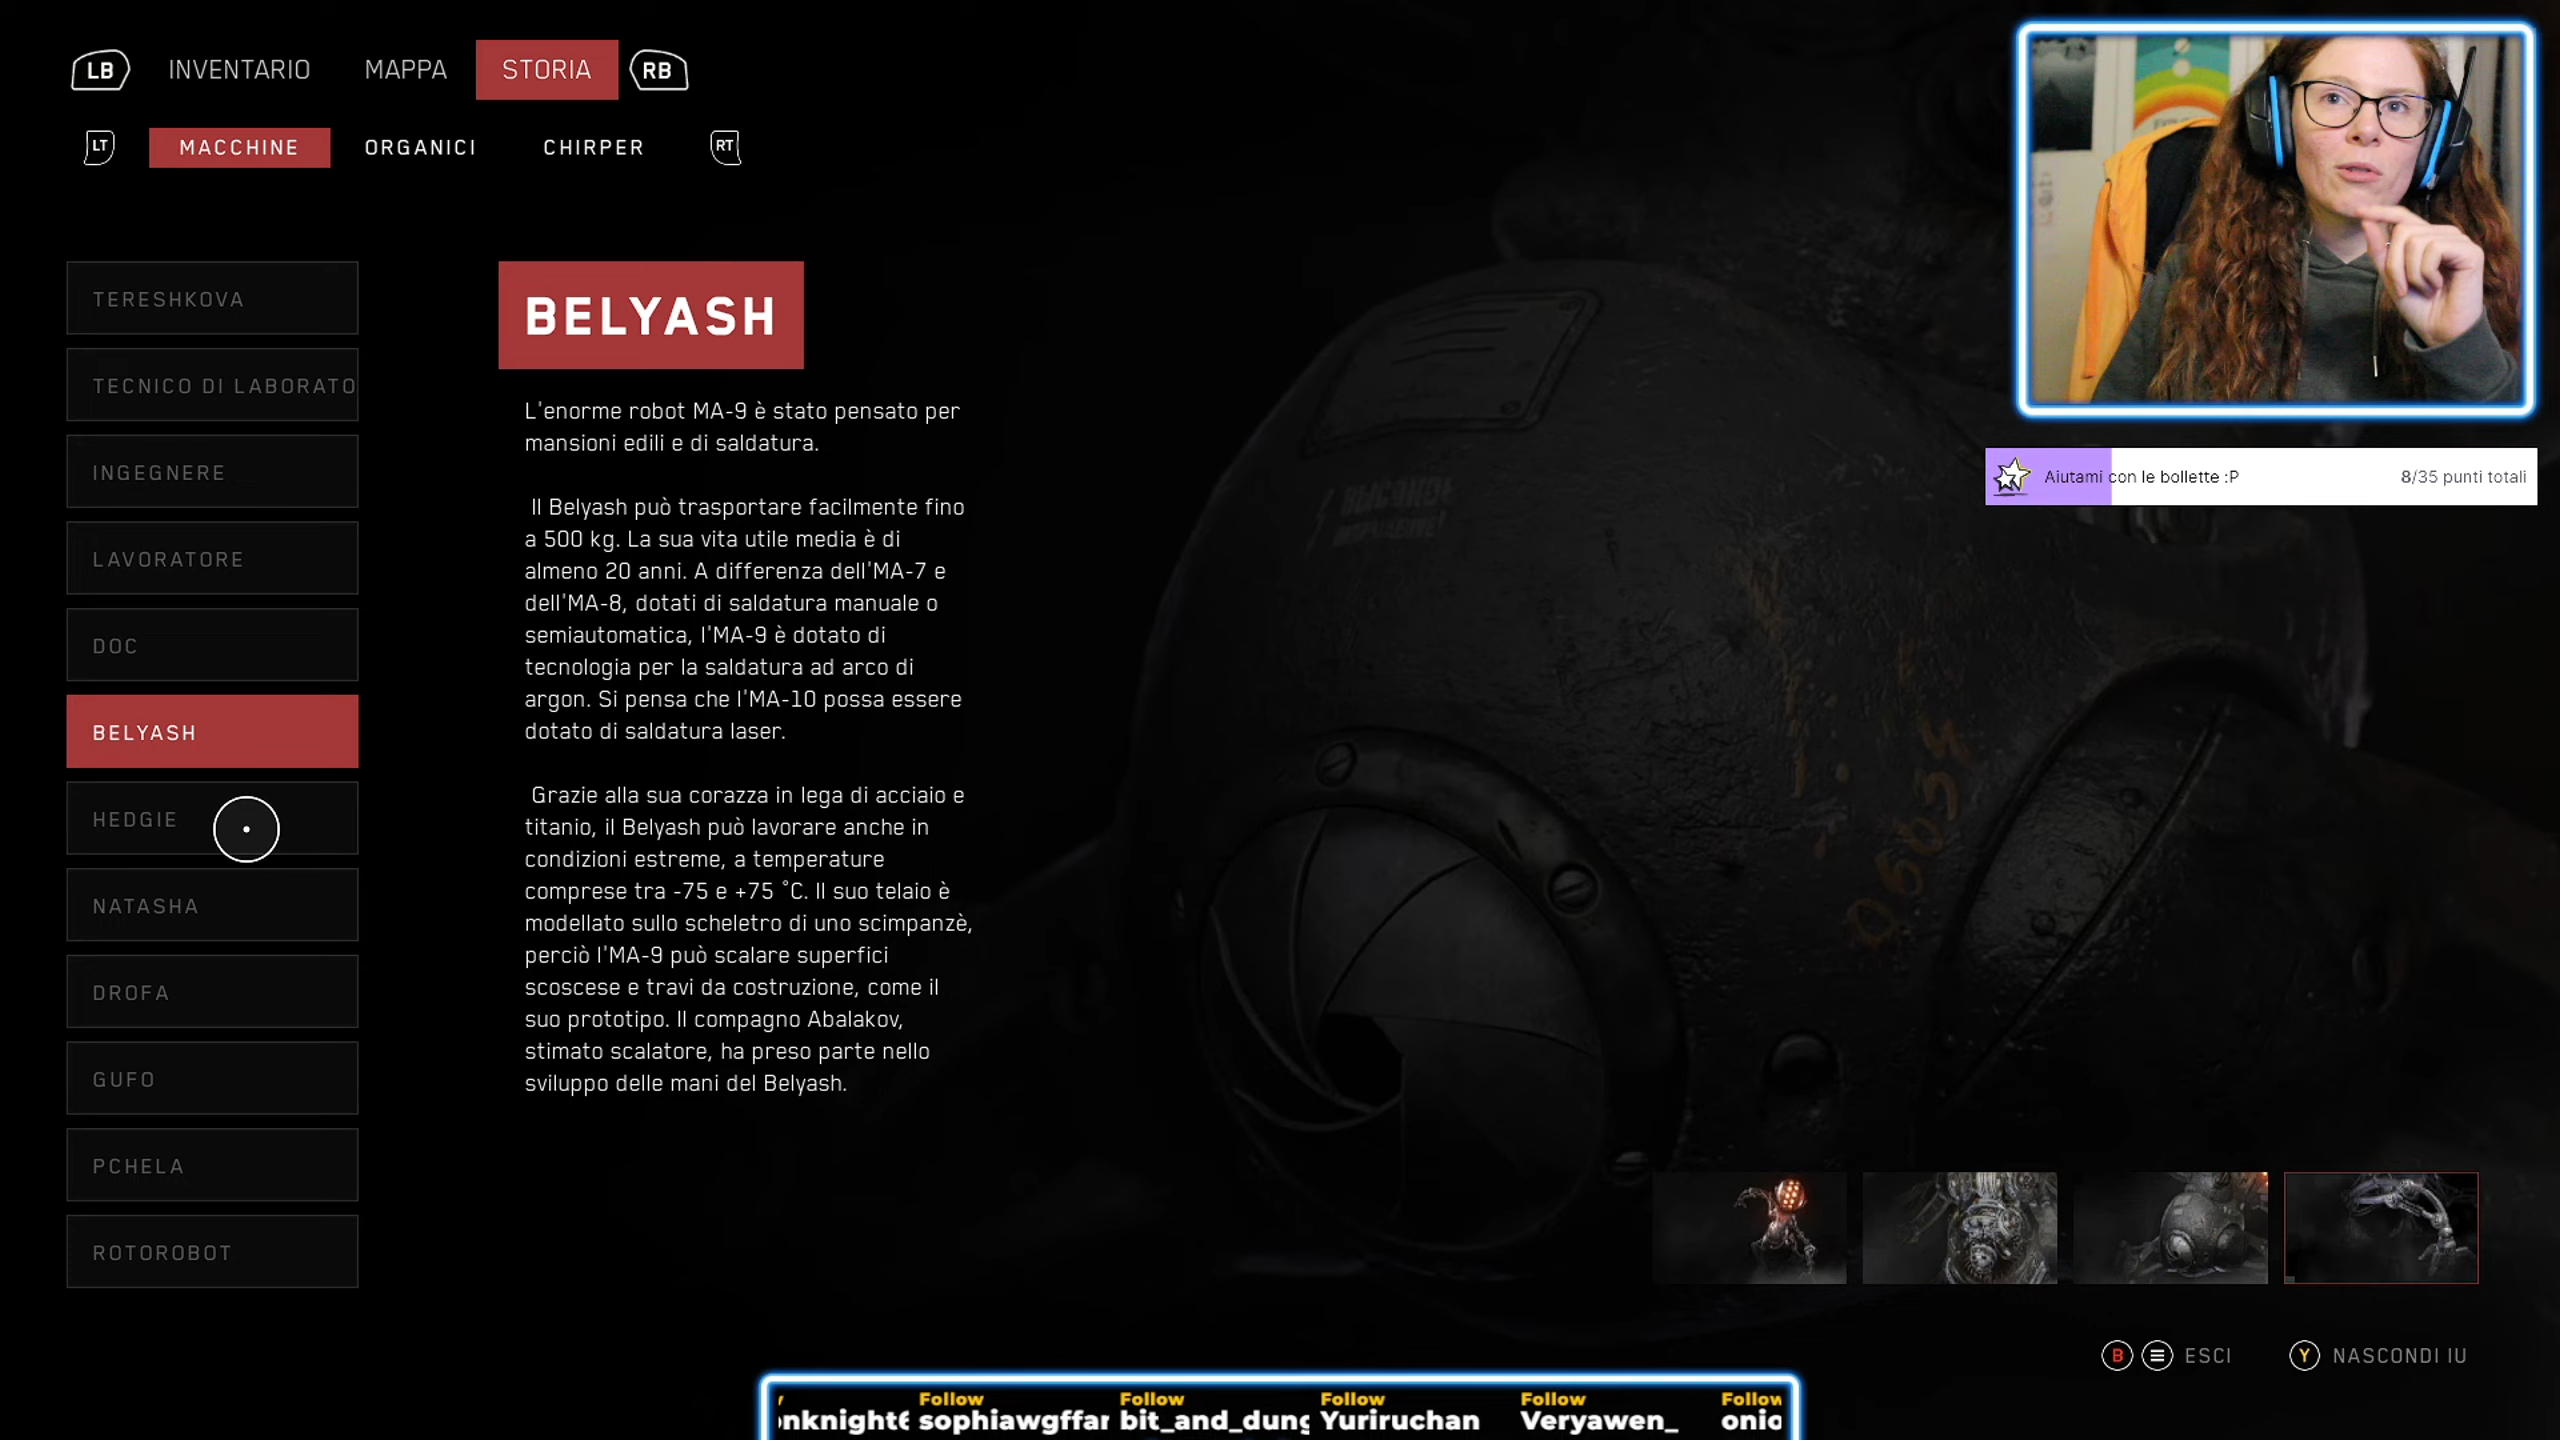 LB INVENTARIO MAPPA STORIA RB
LT MACCHINE ORGANICI CHIRPER RT
TERESHKOVA
TECNICO DI LABORATO
INGEGNERE
LAVORATORE
DOC
BELYASH
HEDGIE
NATASHA
DROFA
GUFO
PCHELA
ROTOROBOT
BELYASH
L'enorme robot MA-9 è stato pensato per
mansioni edili e di saldatura.
Il Belyash può trasportare facilmente fino
a 500 kg. La sua vita utile media è di
almeno 20 anni. A differenza dell'MA-7 e
dell'MA-8, dotati di saldatura manuale o
semiautomatica, l'MA-9 è dotato di
tecnologia per la saldatura ad arco di
argon. Si pensa che l'MA-10 possa essere
dotato di saldatura laser.
Grazie alla sua corazza in lega di acciaio e
titanio, il Belyash può lavorare anche in
condizioni estreme, a temperature
comprese tra -75 e +75 °C. Il suo telaio è
modellato sullo scheletro di uno scimpanzè,
perciò l'MA-9 può scalare superfici
scoscese e travi da costruzione, come il
suo prototipo. Il compagno Abalakov,
stimato scalatore, ha preso parte nello
sviluppo delle mani del Belyash.
Aiutami con le bollette :P 8/35 punti totali
B ESCI Y NASCONDI IU
Follow Follow Follow Follow Follow
onknight6 sophiawgffar bit_and_dung Yuriruchan Veryawen_ onio